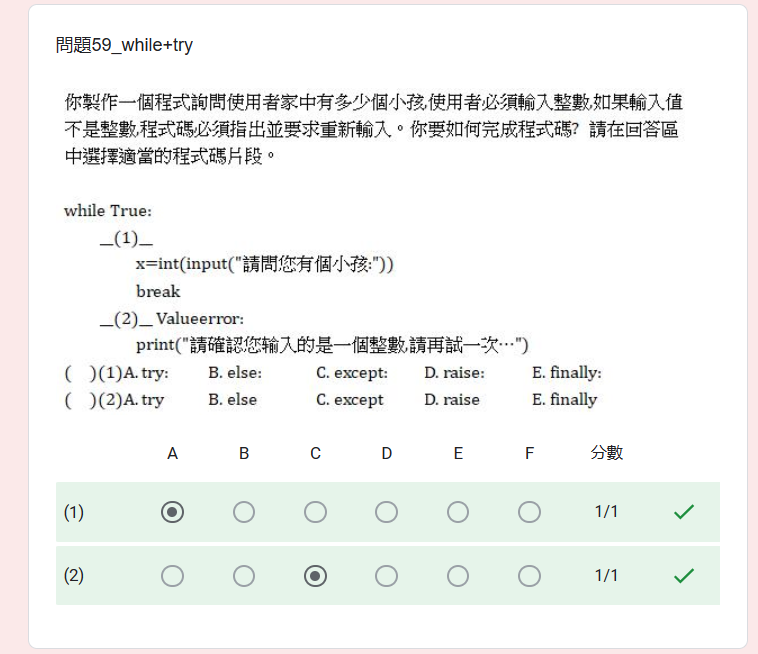 問題59_while+try
你製作一個程式詢問使用者家中有多少個小孩,使用者必須輸入整數,如果輸入值
不是整數,程式碼必須指出並要求重新輸入。你要如何完成程式碼? 請在回答區
中選擇適當的程式碼片段。
while True:
_(1)_
x=int(input("請問您有個小孩:"))
break
_(2)_ Valueerror:
print("請確認您输入的是一個整數,請再試一次…")
( )(1)A. try: B. else: C. except: D. raise: E. finally:
( )(2)A. try B. else C. except D. raise E. finally
A B C D E F 分數
(1) 1/1
(2) 1/1